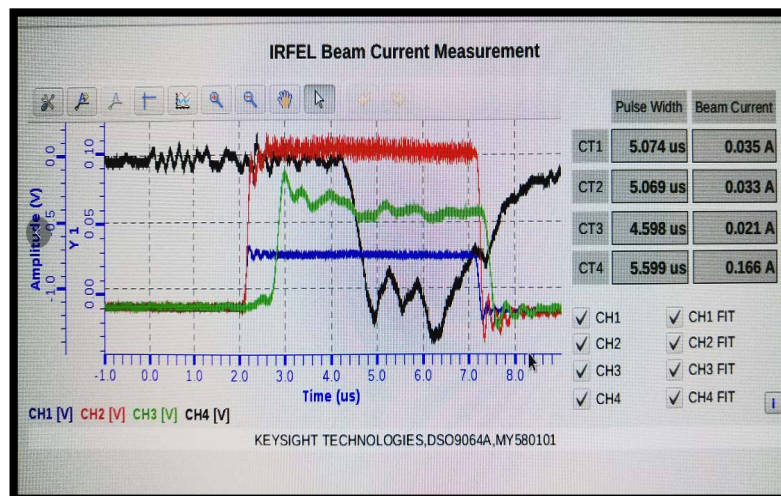 IRFEL Beam Current Measurement
Pulse Width Beam Current
CT1 5.074 us 0.035 A
CT2 5.069 us 0.033 A
CT3 4.598 us 0.021 A
CT4 5.599 us 0.166 A
CH1 CH1 FIT
CH2 CH2 FIT
CH3 CH3 FIT
CH4 CH4 FIT
Amplitude (V)
0.0
-1.0
Y 1
0.10
0.05
0.00
-1.0 0.0 1.0 2.0 3.0 4.0 5.0 6.0 7.0 8.0
Time (us)
CH1 [V] CH2 [V] CH3 [V] CH4 [V]
KEYSIGHT TECHNOLOGIES,DSO9064A,MY580101
i